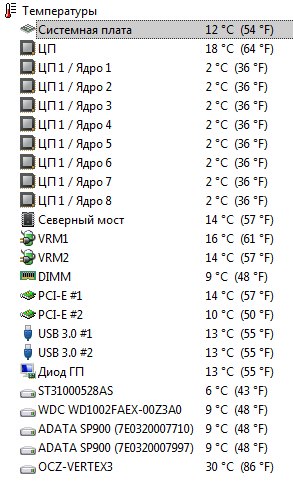 Температуры
Системная плата 12 °C (54 °F)
ЦП 18 °C (64 °F)
ЦП 1 / Ядро 1 2 °C (36 °F)
ЦП 1 / Ядро 2 2 °C (36 °F)
ЦП 1 / Ядро 3 2 °C (36 °F)
ЦП 1 / Ядро 4 2 °C (36 °F)
ЦП 1 / Ядро 5 2 °C (36 °F)
ЦП 1 / Ядро 6 2 °C (36 °F)
ЦП 1 / Ядро 7 2 °C (36 °F)
ЦП 1 / Ядро 8 2 °C (36 °F)
Северный мост 14 °C (57 °F)
VRM1 16 °C (61 °F)
VRM2 14 °C (57 °F)
DIMM 9 °C (48 °F)
PCI-E #1 14 °C (57 °F)
PCI-E #2 10 °C (50 °F)
USB 3.0 #1 13 °C (55 °F)
USB 3.0 #2 13 °C (55 °F)
Диод ГП 13 °C (55 °F)
ST31000528AS 6 °C (43 °F)
WDC WD1002FAEX-00Z3A0 9 °C (48 °F)
ADATA SP900 (7E0320007710) 9 °C (48 °F)
ADATA SP900 (7E0320007997) 9 °C (48 °F)
OCZ-VERTEX3 30 °C (86 °F)